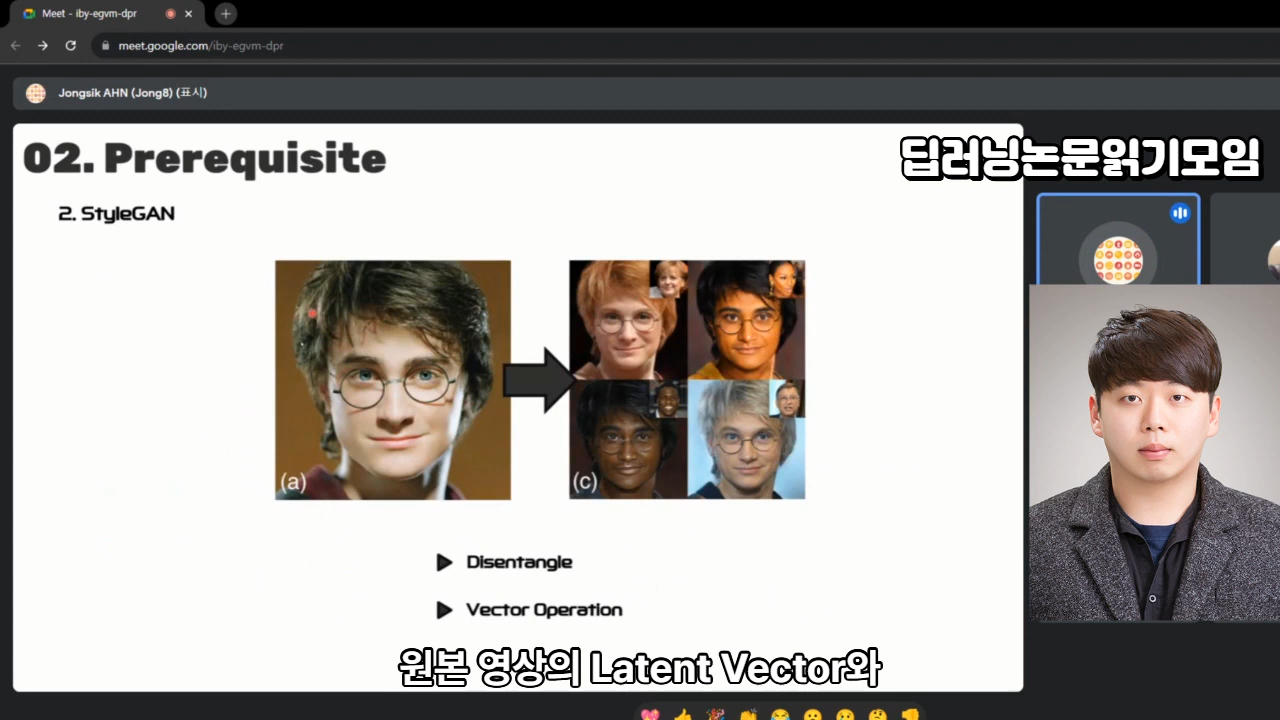 Meet - iby-egvm-dpr
meet.google.com/iby-egvm-dpr
Jongsik AHN (Jong8) (표시)
02. Prerequisite
딥러닝논문읽기모임
2. StyleGAN
(a)
(c)
Disentangle
Vector Operation
원본 영상의 Latent Vector와